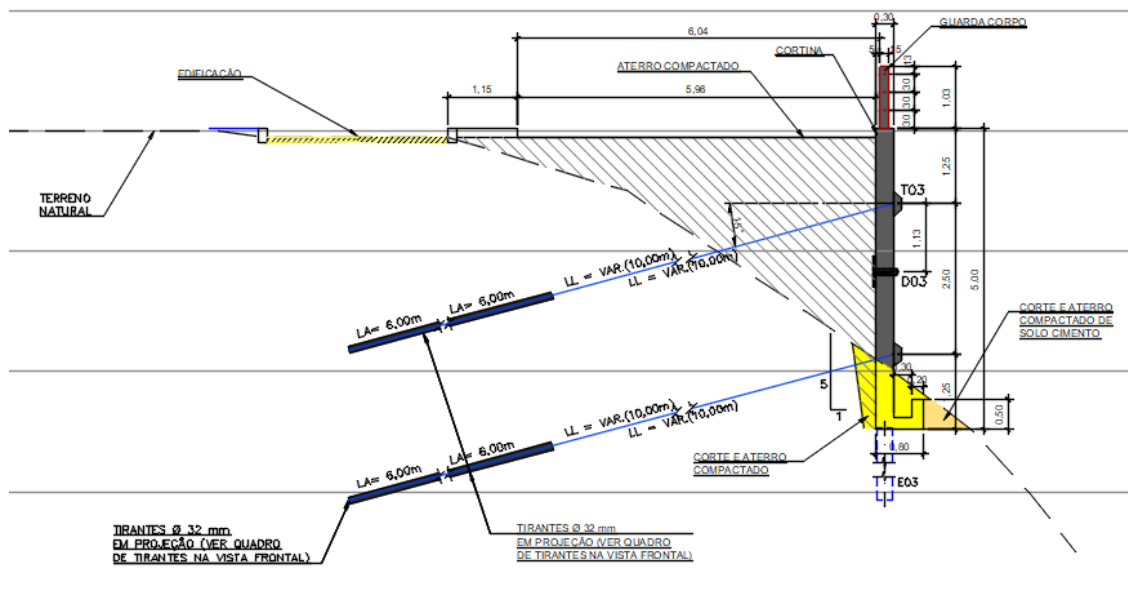 0,30
GUARDA CORPO
6,04
CORTINA
5
15
13
EDIFICAÇÃO
ATERRO COMPACTADO
30
1,03
1,15
5,96
30
30
TERRENO
NATURAL
1,25
T03
15°
1,13
LL = VAR.(10,00m)
LL = VAR.(10,00m)
D03
2,50
5,00
LA= 6,00m
LA= 6,00m
CORTE E ATERRO
COMPACTADO DE
SOLO CIMENTO
,30
,20
,25
5
1
0,50
LL = VAR.(10,00m)
LL = VAR.(10,00m)
0,80
LA= 6,00m
LA= 6,00m
CORTE E ATERRO
COMPACTADO
E03
TIRANTES Ø 32 mm
EM PROJEÇÃO (VER QUADRO
DE TIRANTES NA VISTA FRONTAL)
TIRANTES Ø 32 mm
EM PROJEÇÃO (VER QUADRO
DE TIRANTES NA VISTA FRONTAL)